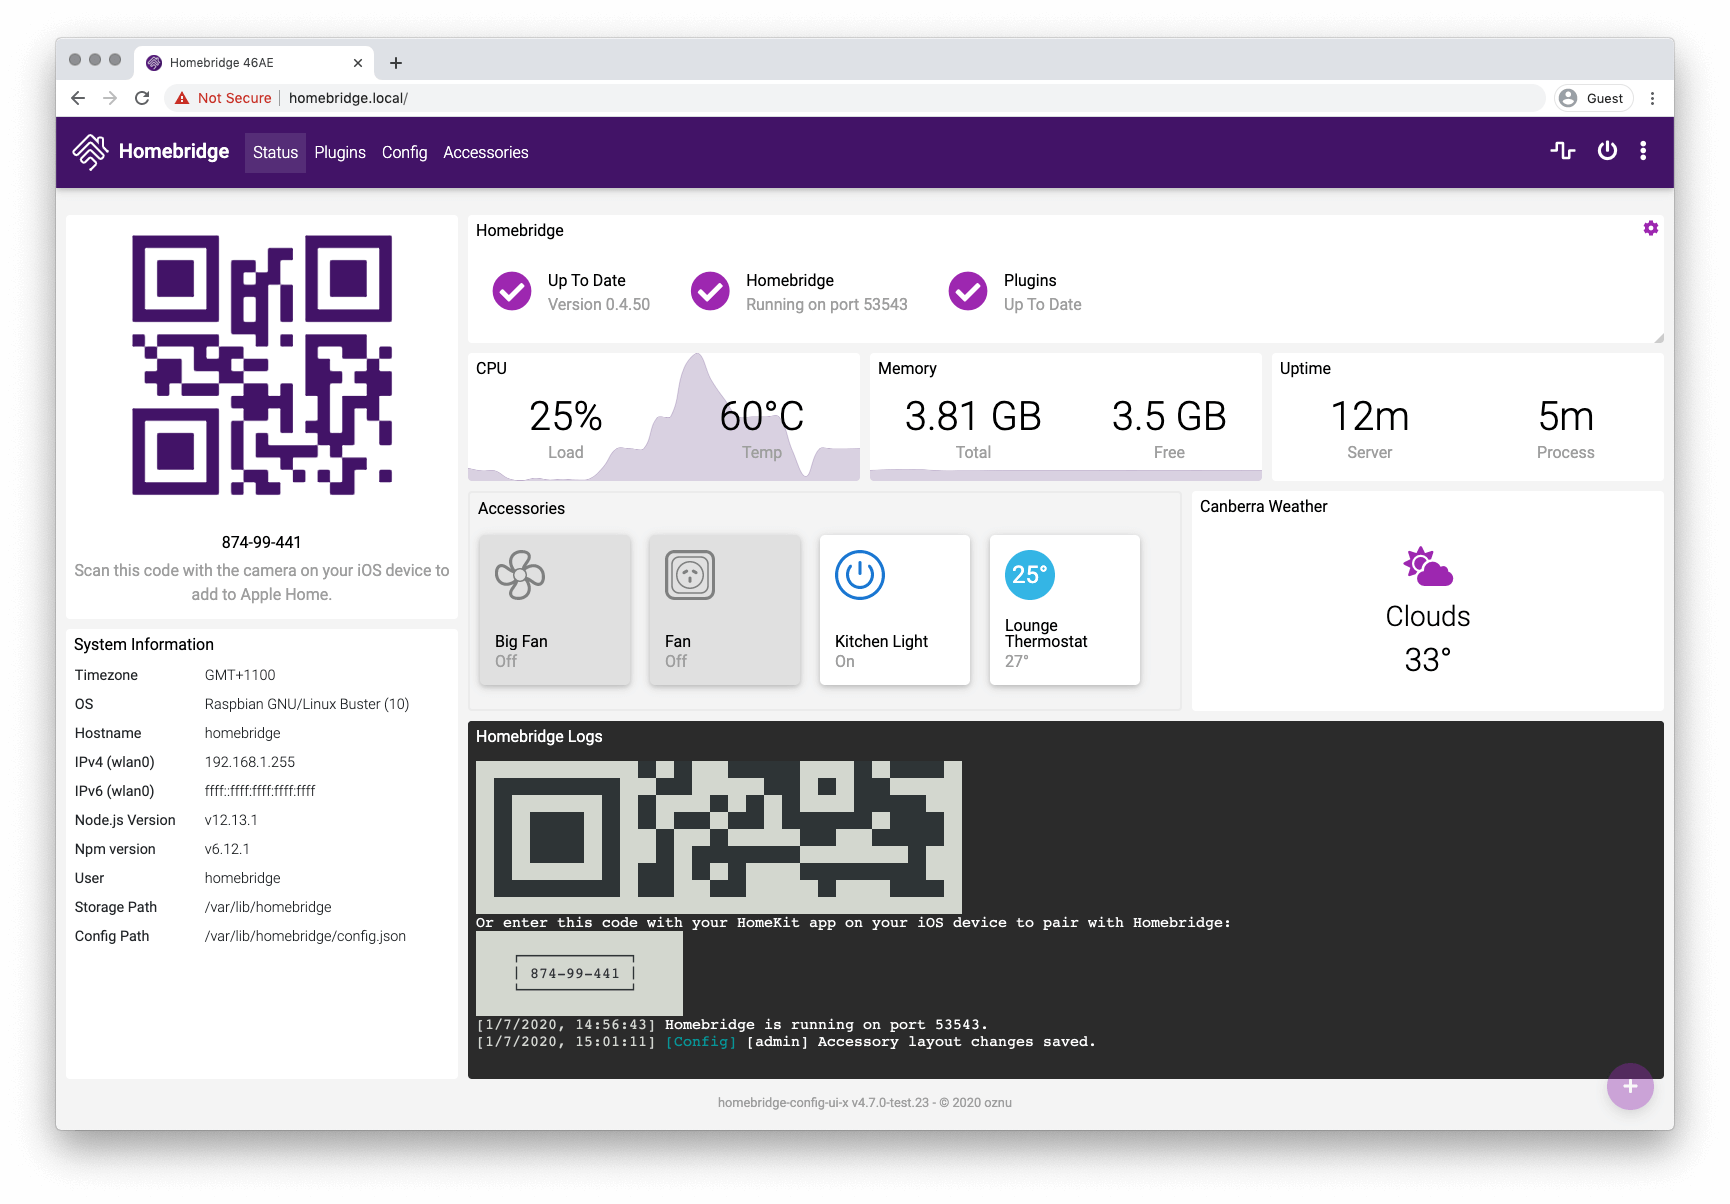 Homebridge 46AE
Not Secure homebridge.local/
Guest
Homebridge Status Plugins Config Accessories
874-99-441
Scan this code with the camera on your iOS device to
add to Apple Home.
System Information
Timezone GMT+1100
OS Raspbian GNU/Linux Buster (10)
Hostname homebridge
IPv4 (wlan0) 192.168.1.255
IPv6 (wlan0) ffff::ffff:ffff:ffff:ffff
Node.js Version v12.13.1
Npm version v6.12.1
User homebridge
Storage Path /var/lib/homebridge
Config Path /var/lib/homebridge/config.json
Homebridge
Up To Date
Version 0.4.50
Homebridge
Running on port 53543
Plugins
Up To Date
CPU
25% 60°C
Load Temp
Memory
3.81 GB 3.5 GB
Total Free
Uptime
12m 5m
Server Process
Accessories
Big Fan
Off
Fan
Off
Kitchen Light
On
25°
Lounge
Thermostat
27°
Canberra Weather
Clouds
33°
Homebridge Logs
Or enter this code with your HomeKit app on your iOS device to pair with Homebridge:
874-99-441
[1/7/2020, 14:56:43] Homebridge is running on port 53543.
[1/7/2020, 15:01:11] [Config] [admin] Accessory layout changes saved.
homebridge-config-ui-x v4.7.0-test.23 - © 2020 oznu